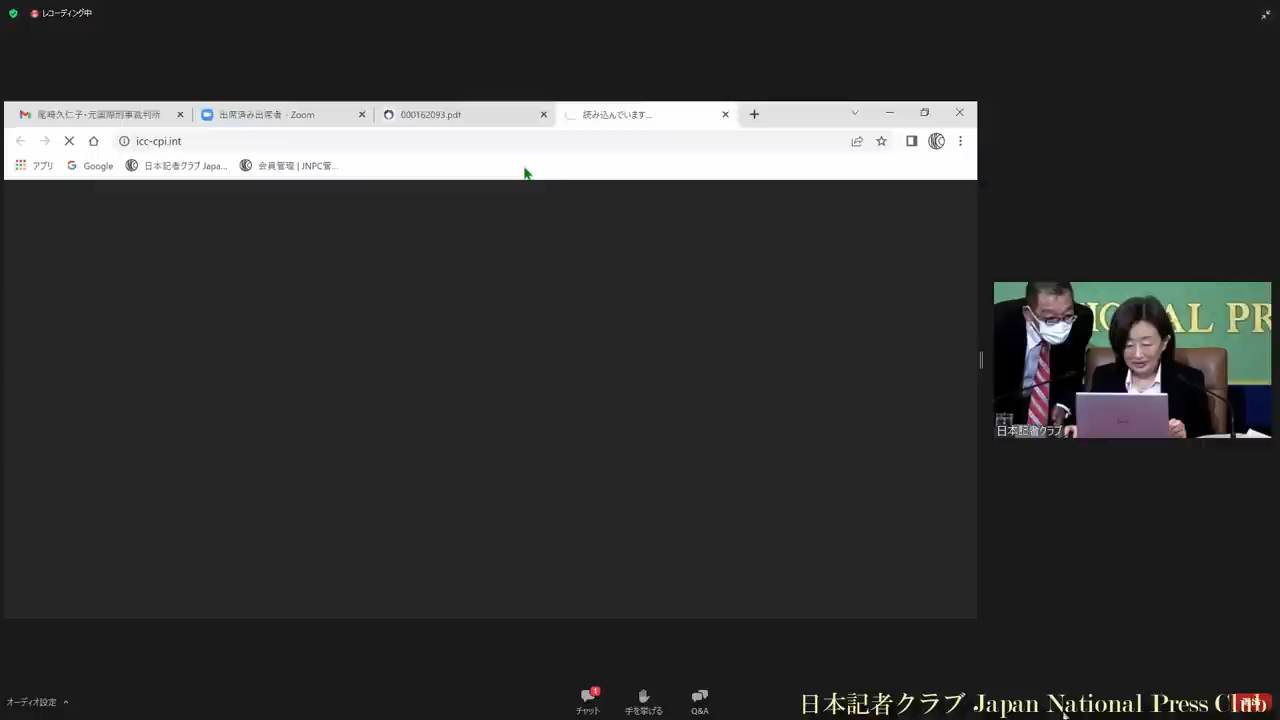 レコーディング中
尾崎久仁子・元国際刑事裁判所
出席済み出席者 - Zoom
000162093.pdf
読み込んでいます...
icc-cpi.int
アプリ
Google
日本記者クラブ Japa...
会員管理 | JNPC管...
NATIONAL PR
日本記者クラブ
オーディオ設定
1
チャット
手を挙げる
Q&A
日本記者クラブ Japan National Press Club